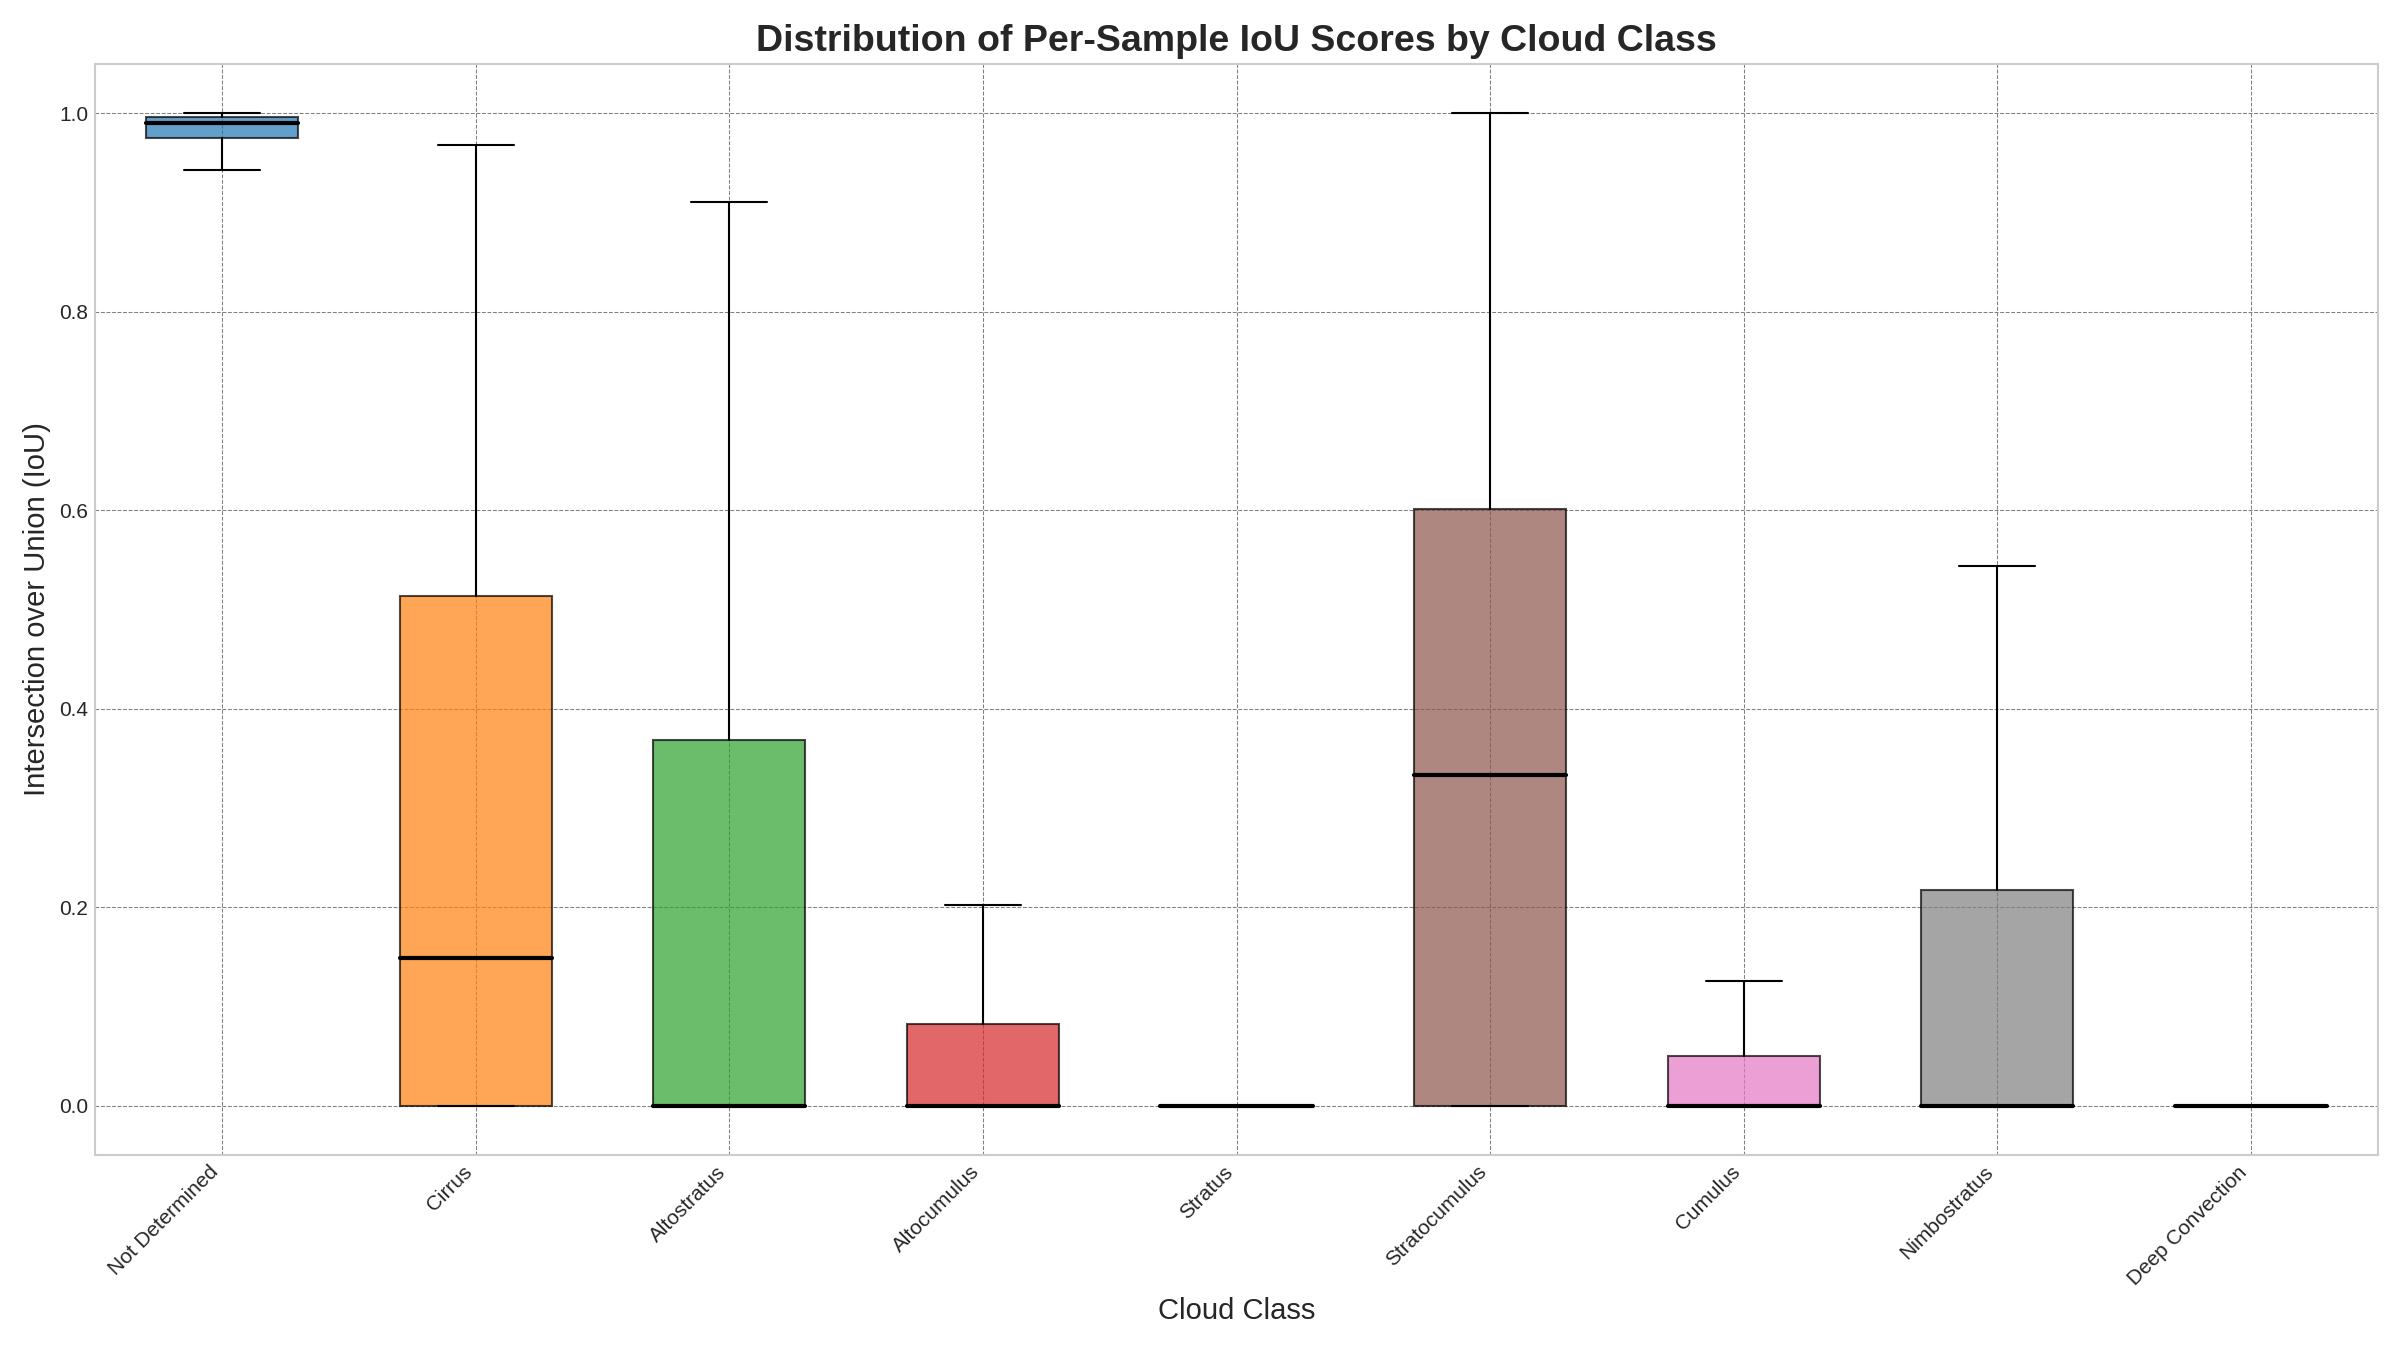 Distribution of Per-Sample IoU Scores by Cloud Class
Intersection over Union (IoU)
1.0
0.8
0.6
0.4
0.2
0.0
Not Determined
Cirrus
Altostratus
Altocumulus
Stratus
Stratocumulus
Cumulus
Nimbostratus
Deep Convection
Cloud Class